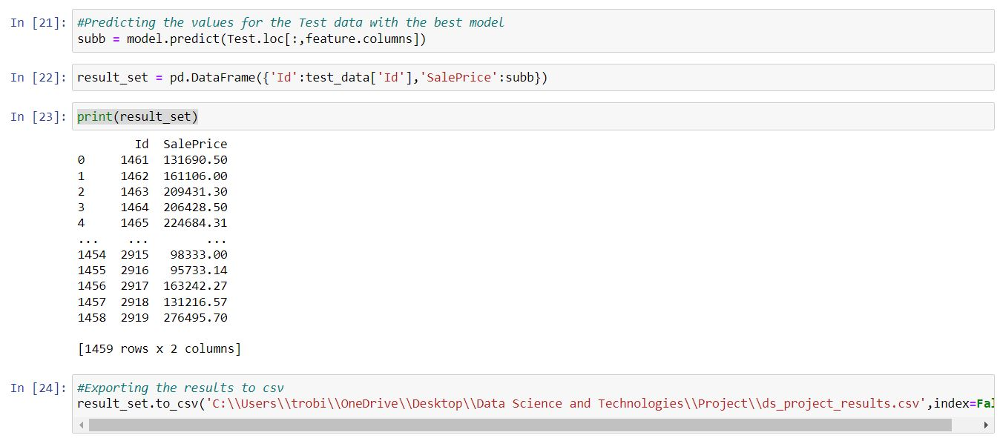 In [21]: #Predicting the values for the Test data with the best model
subb = model.predict(Test.loc[:,feature.columns])
In [22]: result_set = pd.DataFrame({'Id':test_data['Id'],'SalePrice':subb})
In [23]: print(result_set)
Id SalePrice
0 1461 131690.50
1 1462 161106.00
2 1463 209431.30
3 1464 206428.50
4 1465 224684.31
... ... ...
1454 2915 98333.00
1455 2916 95733.14
1456 2917 163242.27
1457 2918 131216.57
1458 2919 276495.70
[1459 rows x 2 columns]
In [24]: #Exporting the results to csv
result_set.to_csv('C:\\Users\\trobi\\OneDrive\\Desktop\\Data Science and Technologies\\Project\\ds_project_results.csv',index=Fal